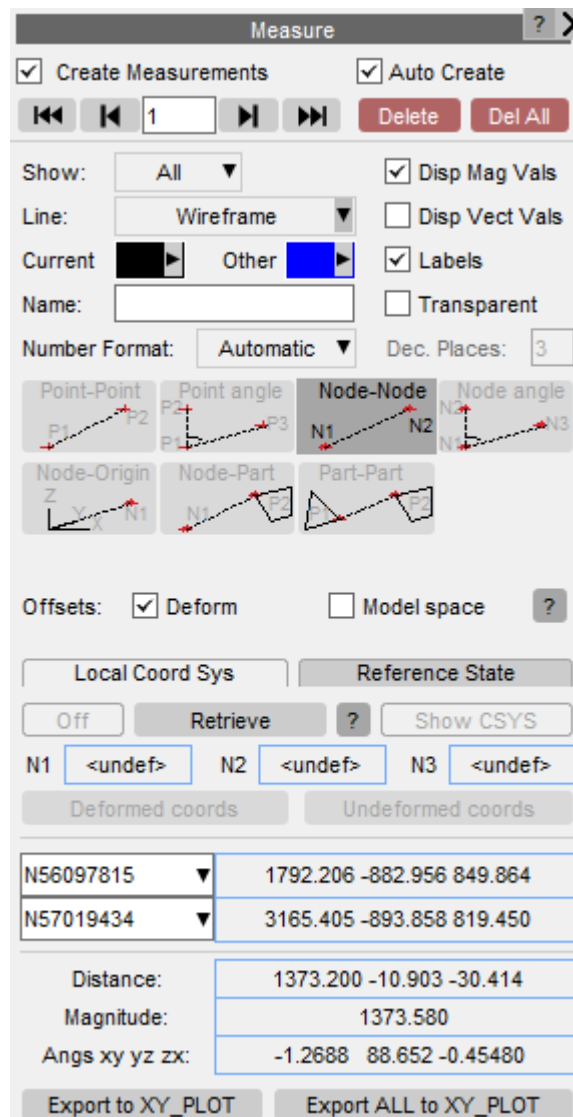 Measure ? X
Create Measurements Auto Create
1 Delete Del All
Show: All Disp Mag Vals
Line: Wireframe Disp Vect Vals
Current Other Labels
Name: Transparent
Number Format: Automatic Dec. Places: 3
Point-Point Point angle Node-Node Node angle
P1 P2 P2 P1 P3 N1 N2 N2 N1 N3
Node-Origin Node-Part Part-Part
Z Y X N1 N1 P2 P1 P2
Offsets: Deform Model space ?
Local Coord Sys Reference State
Off Retrieve ? Show CSYS
N1 <undef> N2 <undef> N3 <undef>
Deformed coords Undeformed coords
N56097815 1792.206 -882.956 849.864
N57019434 3165.405 -893.858 819.450
Distance: 1373.200 -10.903 -30.414
Magnitude: 1373.580
Angs xy yz zx: -1.2688 88.652 -0.45480
Export to XY_PLOT Export ALL to XY_PLOT